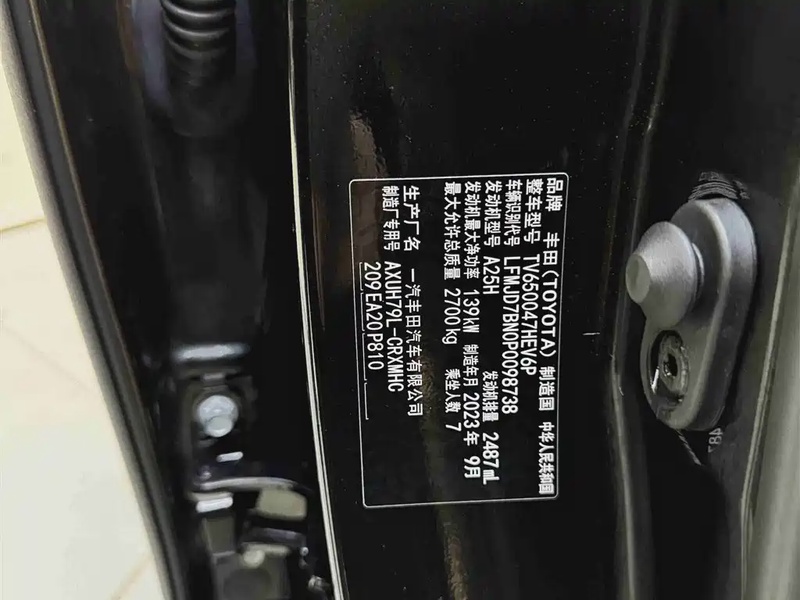 品牌 丰田(TOYOTA) 制造国 中华人民共和国
整车型号 TV650047HEV6P
车辆识别代号 LFMJD7BN0P0098738
发动机型号 A25H 发动机排量 2487mL
发动机最大净功率 139kW 制造年月 2023年 9月
最大允许总质量 2700kg 乘坐人数 7
生产厂名 一汽丰田汽车有限公司
制造厂专用号 AXUH79L-CRXMHC
209 EA20 P810